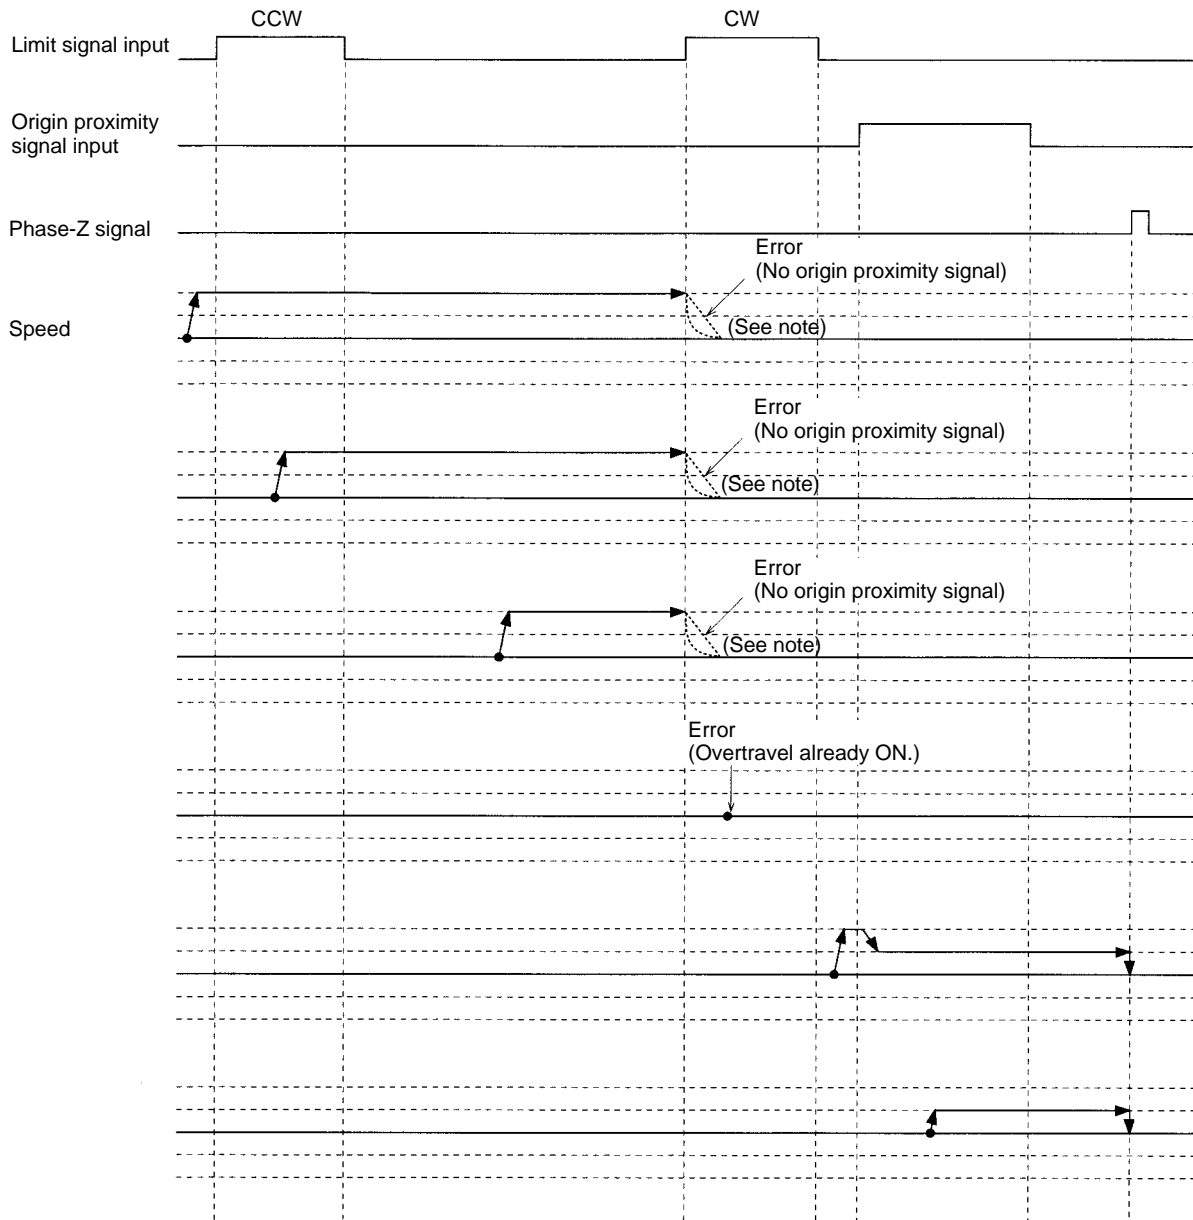 CCW
CW
Limit signal input
Origin proximity
signal input
Phase-Z signal
Error
(No origin proximity signal)
Speed
(See note)
Error
(No origin proximity signal)
(See note)
Error
(No origin proximity signal)
(See note)
Error
(Overtravel already ON.)